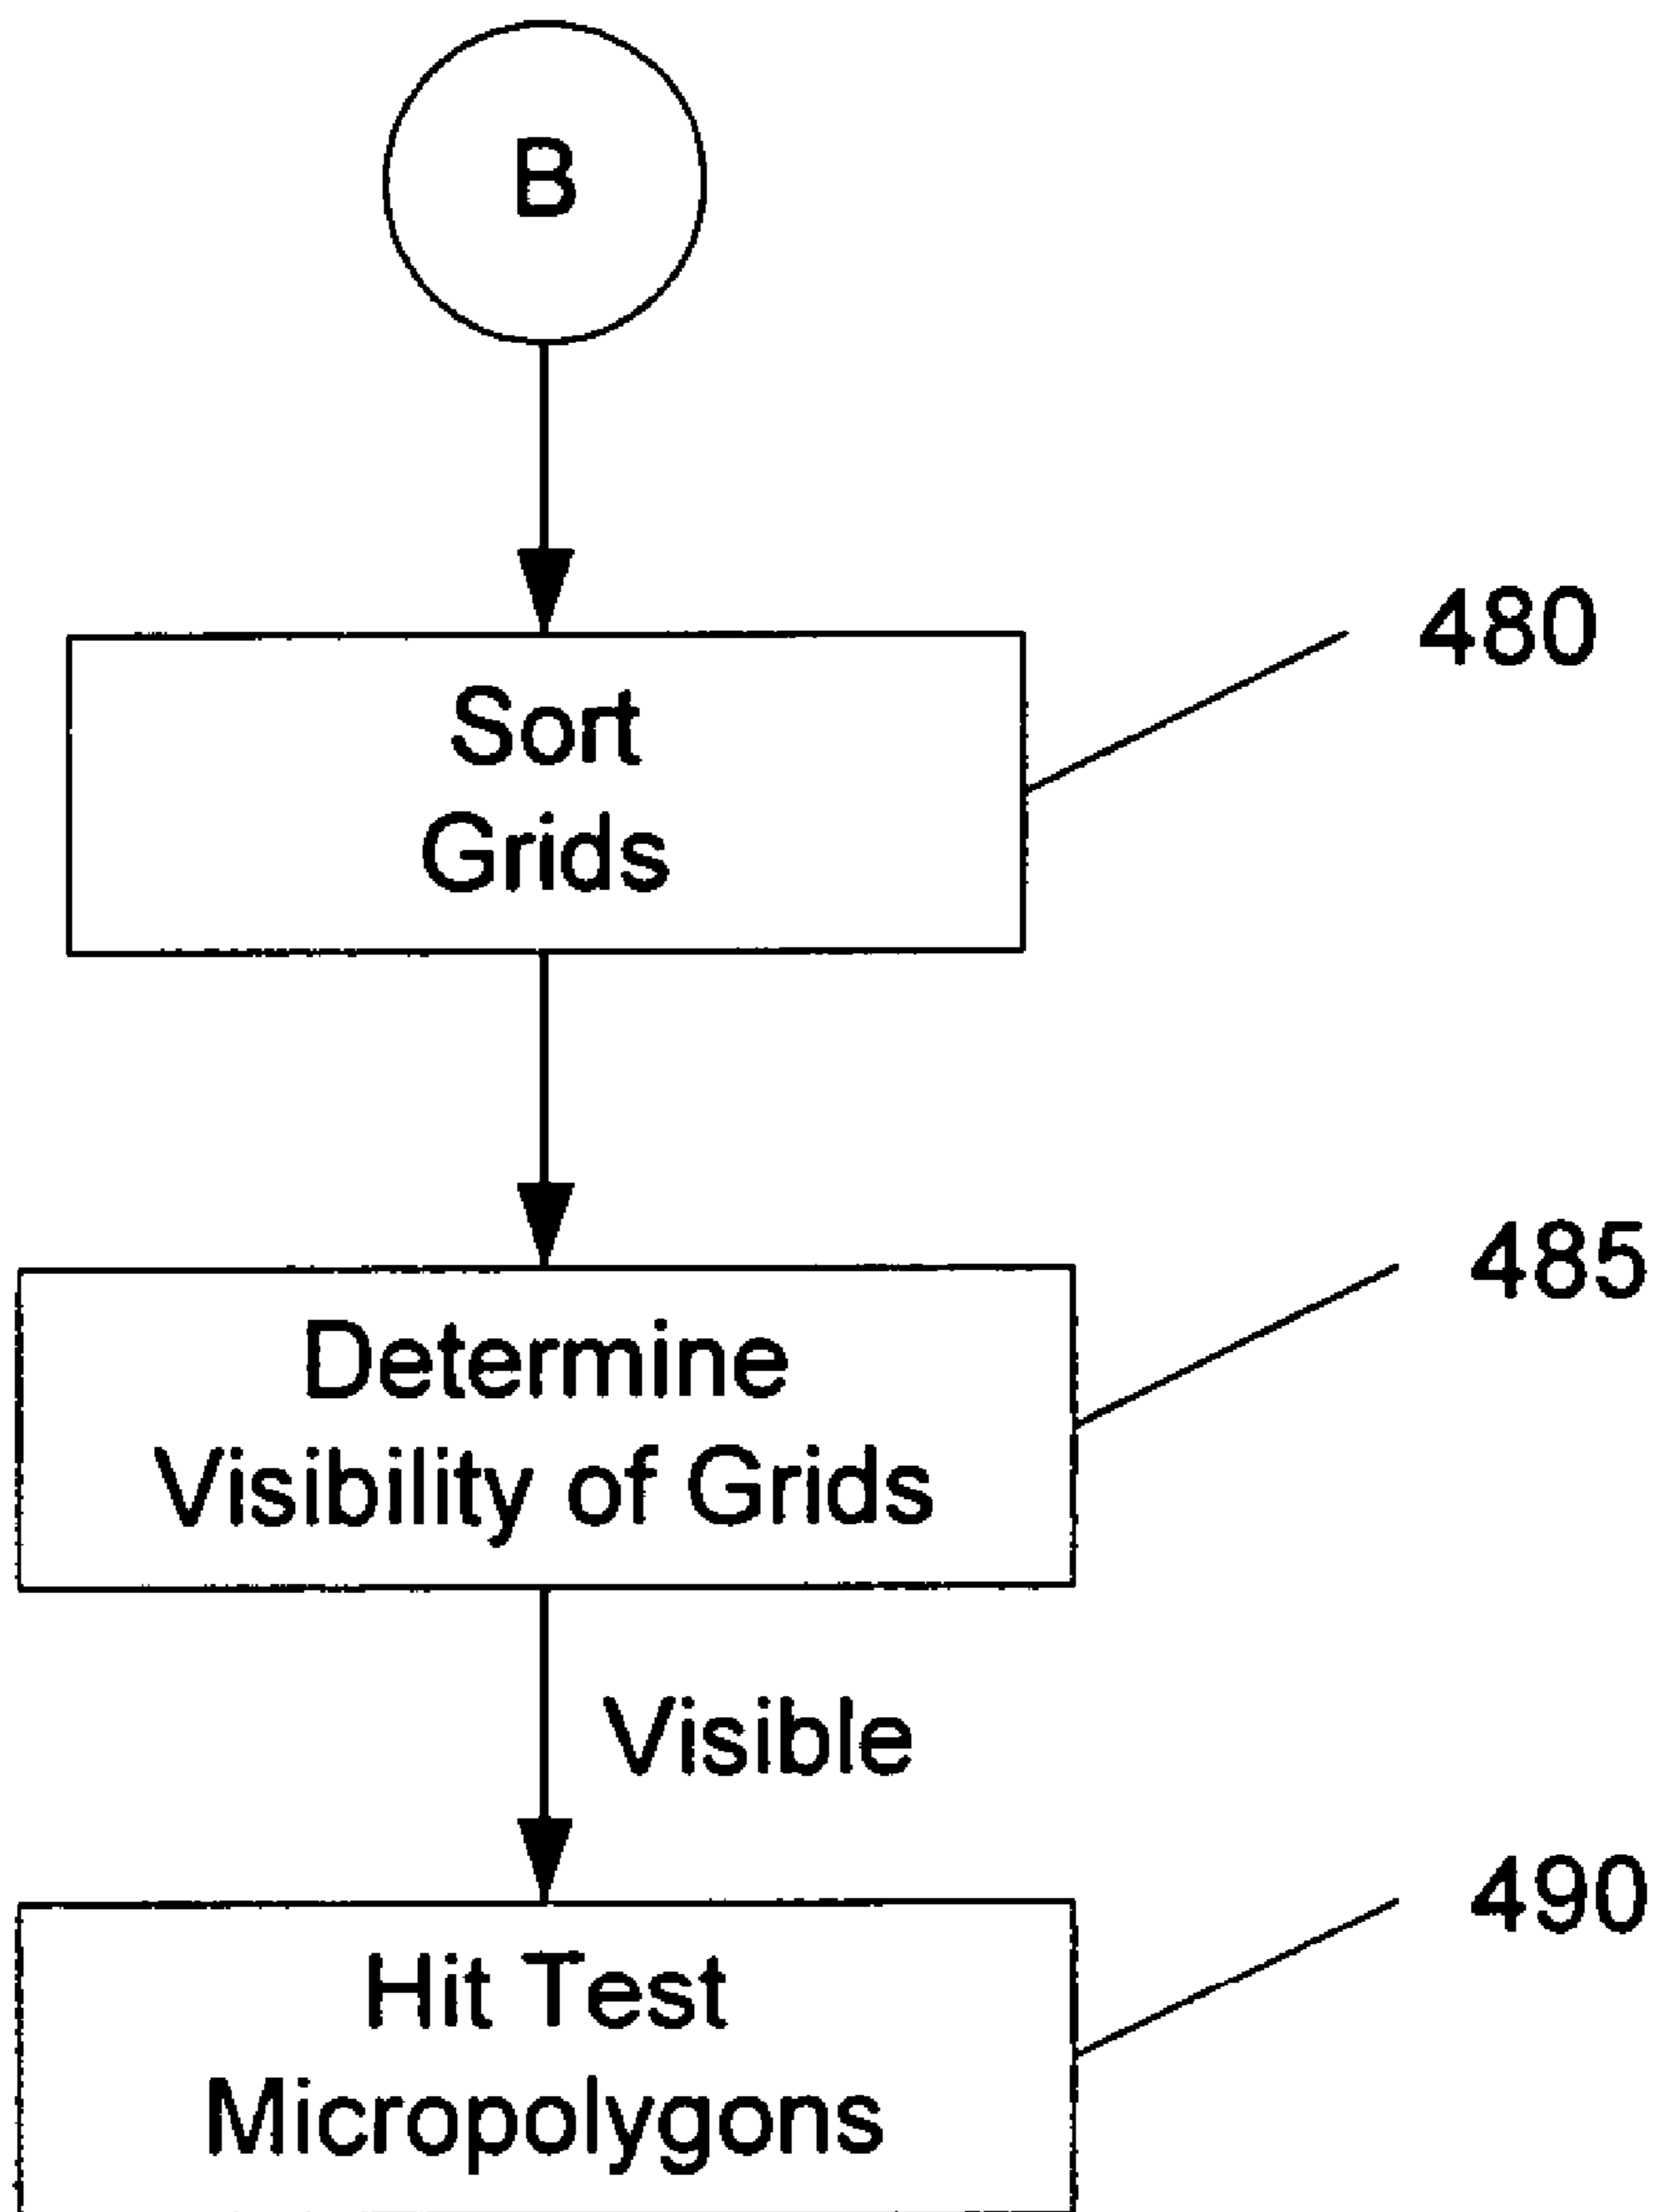 B
480
Sort
Grids
485
Determine
Visibility of Grids
Visible
490
Hit Test
Micropolygons